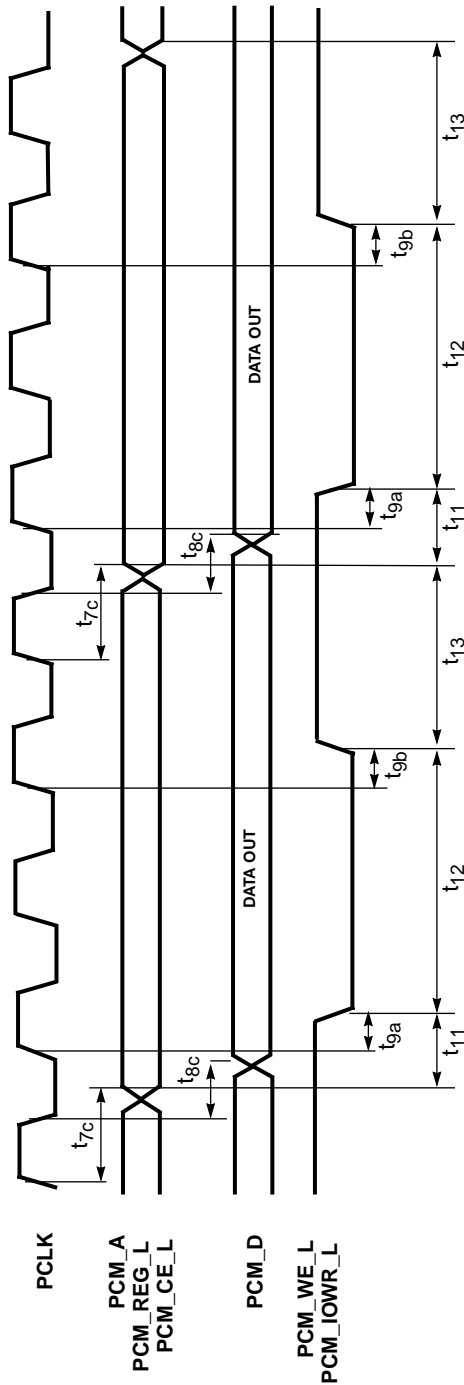 PCLK
PCM_A
PCM_REG_L
PCM_CE_L
t7c
t7c
PCM_D
t8c
DATA OUT
t8c
DATA OUT
PCM_WE_L
PCM_IOWR_L
t9a
t9b
t9a
t9b
t11
t12
t13
t11
t12
t13